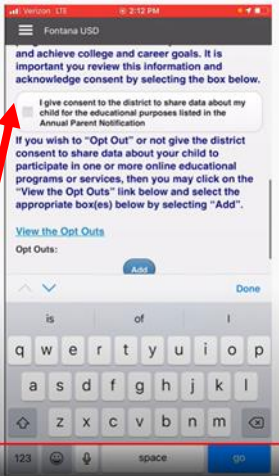 Verizon LTE 2:12 PM
Fontana USD
and achieve college and career goals. It is
important you review this information and
acknowledge consent by selecting the box below.
I give consent to the district to share data about my
child for the educational purposes listed in the
Annual Parent Notification
If you wish to “Opt Out” or not give the district
consent to share data about your child to
participate in one or more online educational
programs or services, then you may click on the
“View the Opt Outs” link below and select the
appropriate box(es) below by selecting “Add”.
View the Opt Outs
Opt Outs:
Add
Done
is of I
q w e r t y u i o p
a s d f g h j k l
z x c v b n m
123 space go